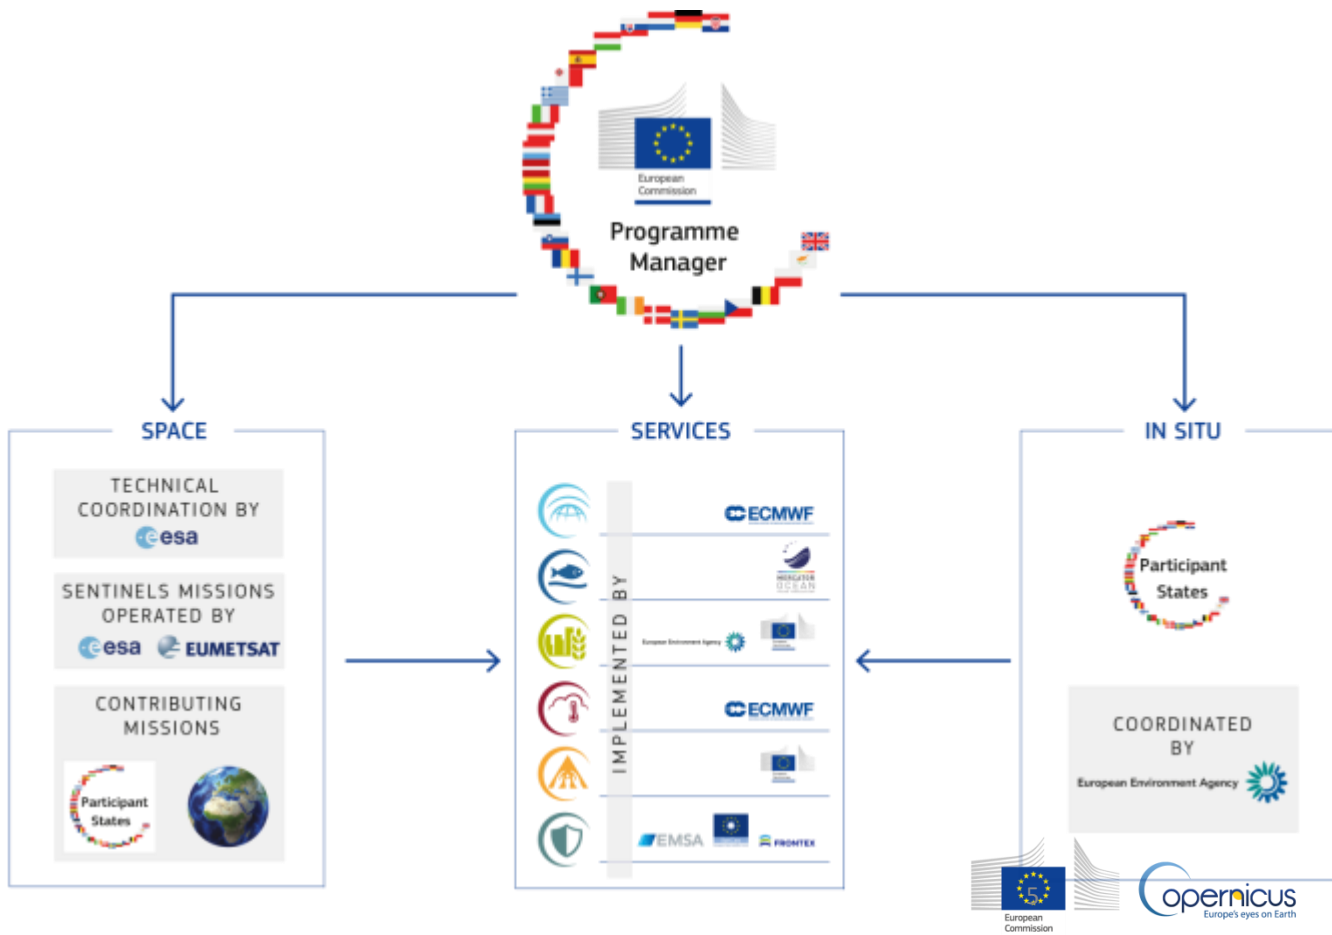 European
Commission
Programme
Manager
SPACE
TECHNICAL
COORDINATION BY
esa
SENTINELS MISSIONS
OPERATED BY
esa
EUMETSAT
CONTRIBUTING
MISSIONS
Participant
States
SERVICES
IMPLEMENTED BY
ECMWF
MERCATOR
OCEAN
European Environment Agency
ECMWF
EMSA
FRONTEX
IN SITU
Participant
States
COORDINATED
BY
European Environment Agency
5
European
Commission
opernicus
Europe's eyes on Earth